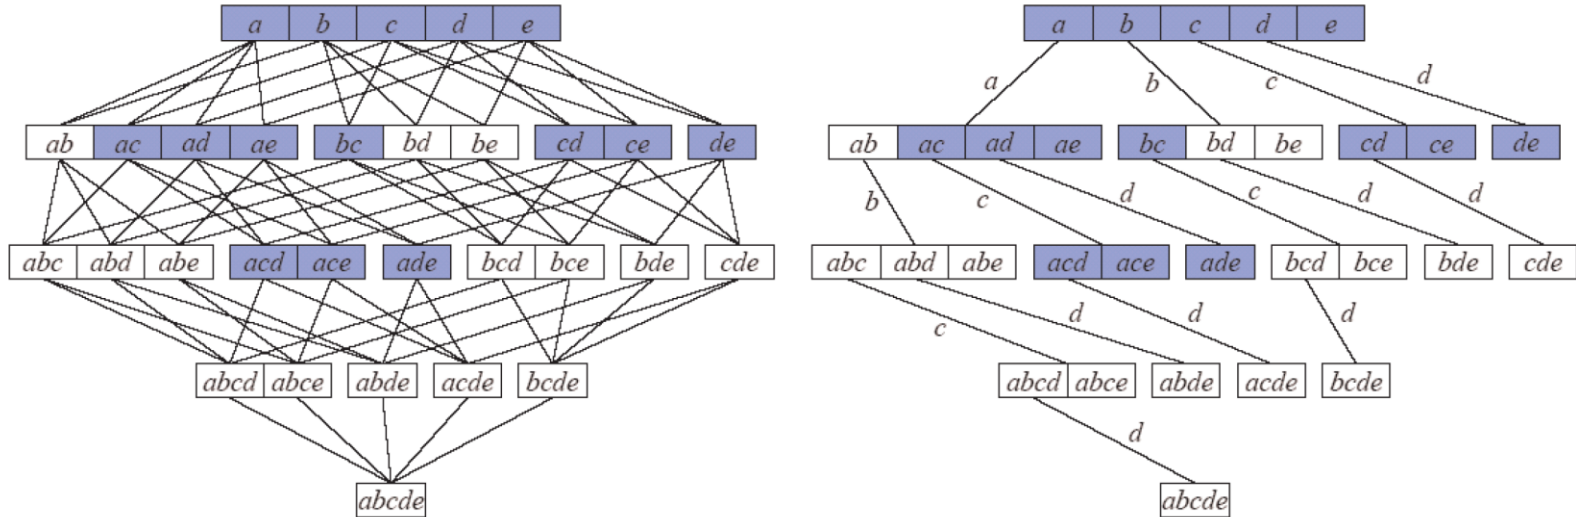 a b c d e a b c d e
a b c d
ab ac ad ae bc bd be cd ce de ab ac ad ae bc bd be cd ce de
b c d c d d
abc abd abe acd ace ade bcd bce bde cde abc abd abe acd ace ade bcd bce bde cde
c d d d
abcd abce abde acde bcde abcd abce abde acde bcde
d
abcde abcde